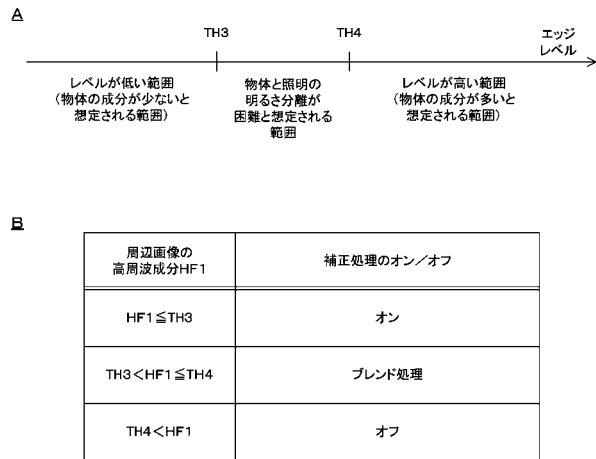 A
TH3
TH4
エッジ
レベル
レベルが低い範囲
(物体の成分が少ないと
想定される範囲)
物体と照明の
明るさ分離が
困難と想定される
範囲
レベルが高い範囲
(物体の成分が多いと
想定される範囲)
B
周辺画像の
高周波成分HF1
補正処理のオン/オフ
HF1≦TH3
オン
TH3<HF1≦TH4
ブレンド処理
TH4<HF1
オフ